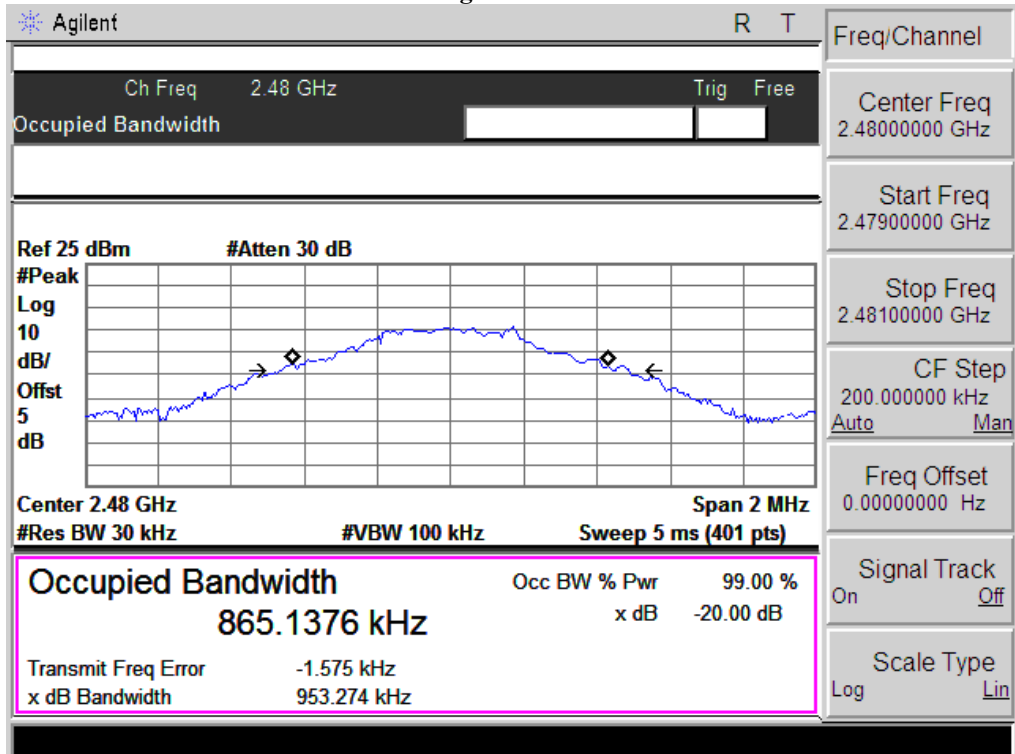 Agilent R T
Ch Freq 2.48 GHz Trig Free
Occupied Bandwidth
Ref 25 dBm #Atten 30 dB
#Peak
Log
10
dB/
Offst
5
dB
Center 2.48 GHz Span 2 MHz
#Res BW 30 kHz #VBW 100 kHz Sweep 5 ms (401 pts)
Occupied Bandwidth Occ BW % Pwr 99.00 %
865.1376 kHz x dB -20.00 dB
Transmit Freq Error -1.575 kHz
x dB Bandwidth 953.274 kHz
Freq/Channel
Center Freq
2.48000000 GHz
Start Freq
2.47900000 GHz
Stop Freq
2.48100000 GHz
CF Step
200.000000 kHz
Auto Man
Freq Offset
0.00000000 Hz
Signal Track
On Off
Scale Type
Log Lin